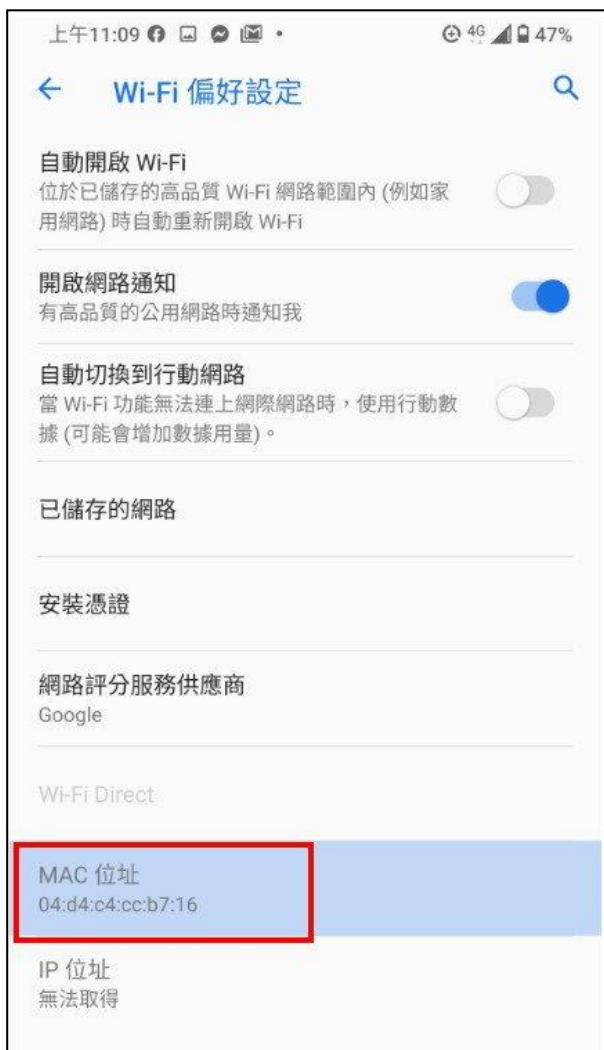 上午11:09
4G 47%
Wi-Fi 偏好設定
自動開啟 Wi-Fi
位於已儲存的高品質 Wi-Fi 網路範圍內 (例如家
用網路) 時自動重新開啟 Wi-Fi
開啟網路通知
有高品質的公用網路時通知我
自動切換到行動網路
當 Wi-Fi 功能無法連上網際網路時，使用行動數
據 (可能會增加數據用量)。
已儲存的網路
安裝憑證
網路評分服務供應商
Google
Wi-Fi Direct
MAC 位址
04:d4:c4:cc:b7:16
IP 位址
無法取得